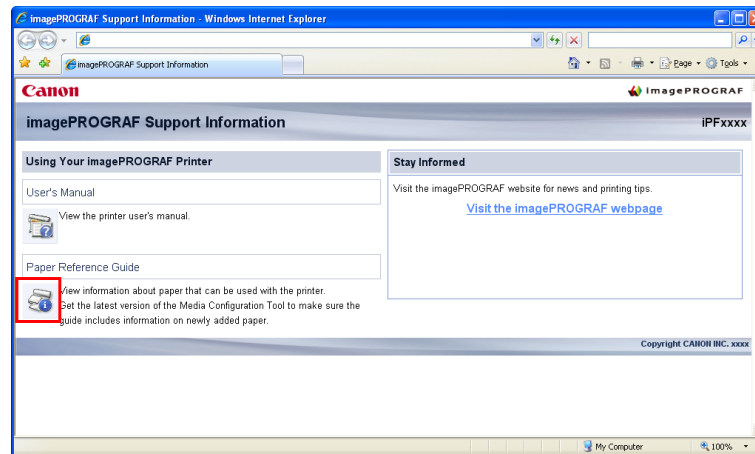 imagePROGRAF Support Information - Windows Internet Explorer
imagePROGRAF Support Information
Page
Tools
Canon
imagePROGRAF
imagePROGRAF Support Information
iPFxxxx
Using Your imagePROGRAF Printer
User's Manual
View the printer user's manual.
Paper Reference Guide
View information about paper that can be used with the printer.
Get the latest version of the Media Configuration Tool to make sure the
guide includes information on newly added paper.
Stay Informed
Visit the imagePROGRAF website for news and printing tips.
Visit the imagePROGRAF webpage
Copyright CANON INC. xxxx
My Computer
100%